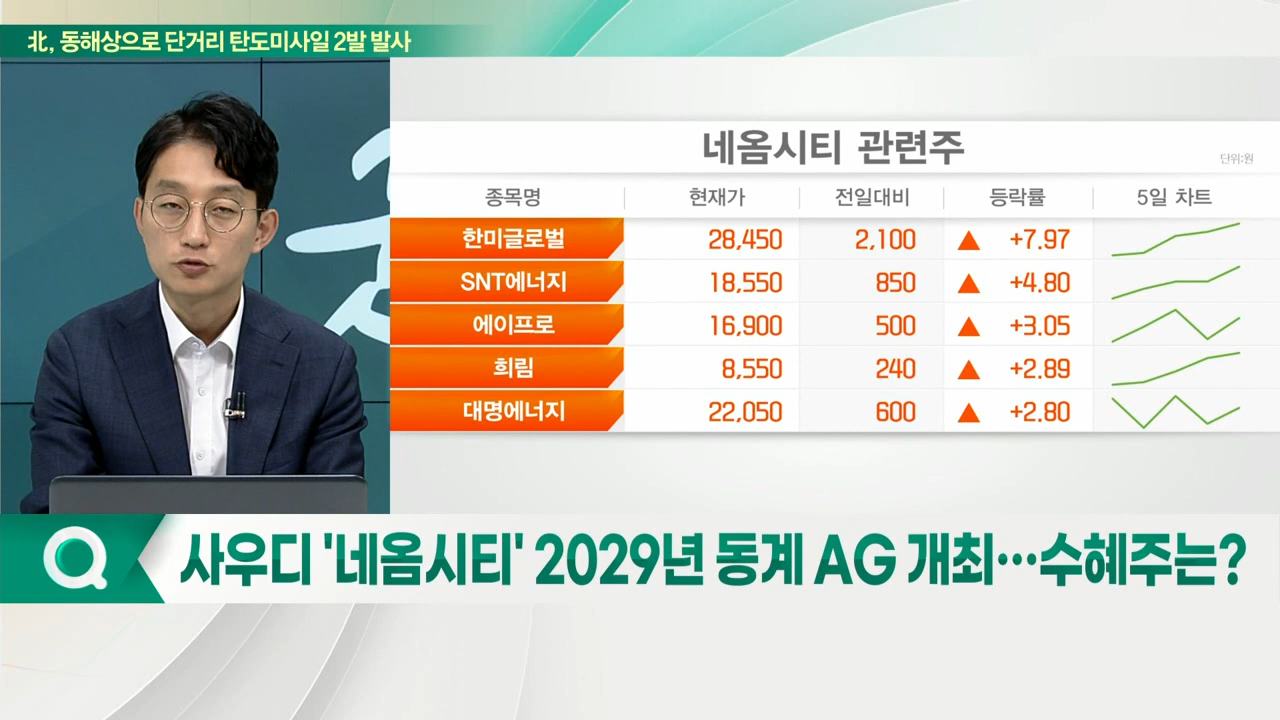 北, 동해상으로 단거리 탄도미사일 2발 발사
네옴시티 관련주
단위:원
종목명 현재가 전일대비 등락률 5일 차트
한미글로벌 28,450 2,100 ▲ +7.97
SNT에너지 18,550 850 ▲ +4.80
에이프로 16,900 500 ▲ +3.05
희림 8,550 240 ▲ +2.89
대명에너지 22,050 600 ▲ +2.80
사우디 '네옴시티' 2029년 동계 AG 개최…수혜주는?